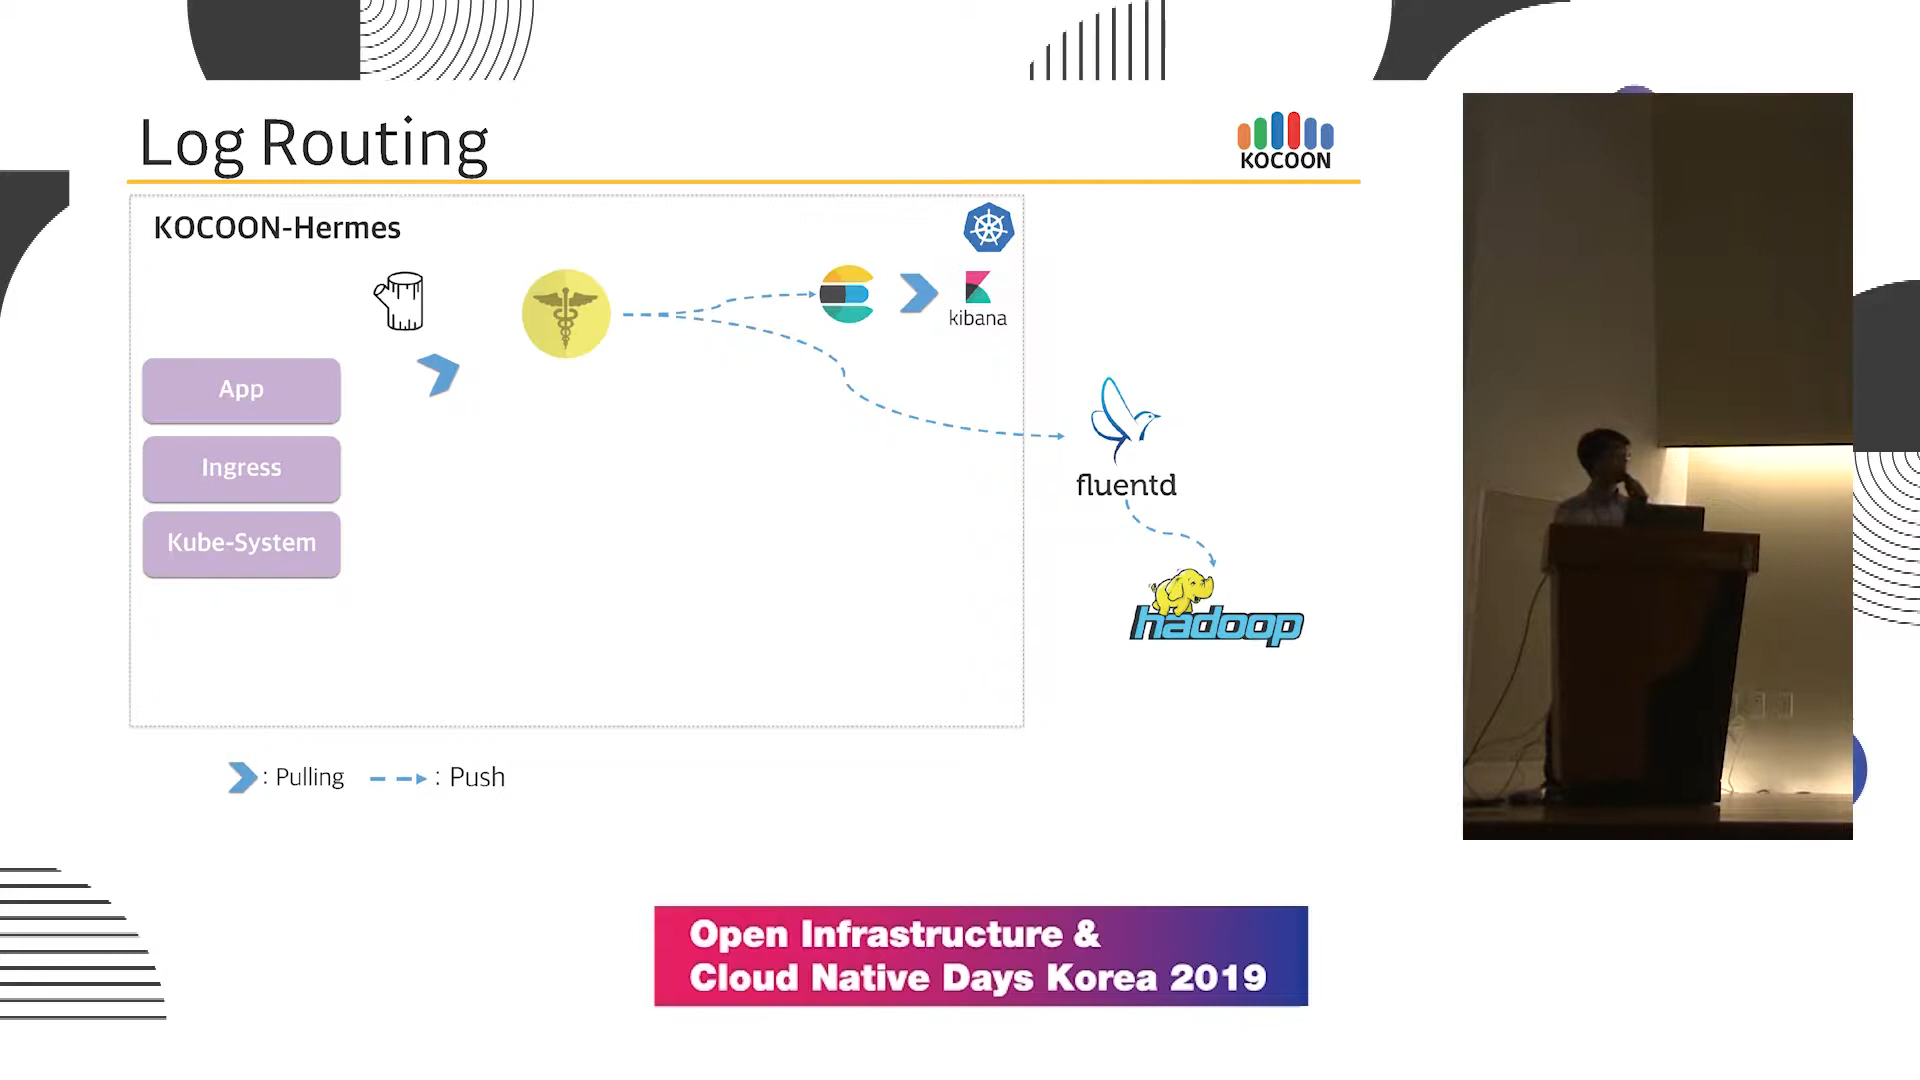 Log Routing
KOCOON
KOCOON-Hermes
kibana
App
Ingress
Kube-System
fluentd
hadoop
: Pulling
: Push
Open Infrastructure &
Cloud Native Days Korea 2019